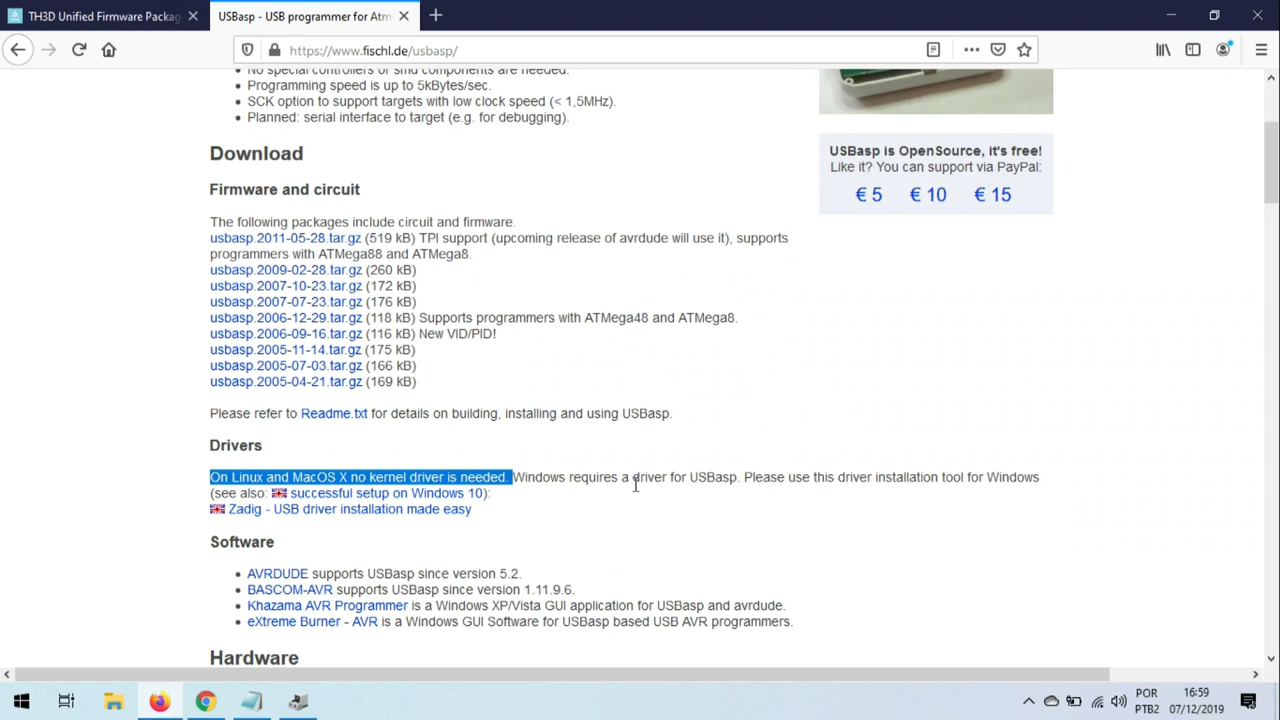 TH3D Unified Firmware Packag
USBasp - USB programmer for Atm
https://www.fischl.de/usbasp/
No special controllers or smd components are needed.
Programming speed is up to 5kBytes/sec.
SCK option to support targets with low clock speed (< 1,5MHz).
Planned: serial interface to target (e.g. for debugging).
USBasp is OpenSource, it's free!
Like it? You can support via PayPal:
€ 5 € 10 € 15
Download
Firmware and circuit
The following packages include circuit and firmware.
usbasp.2011-05-28.tar.gz (519 kB) TPI support (upcoming release of avrdude will use it), supports
programmers with ATMega88 and ATMega8.
usbasp.2009-02-28.tar.gz (260 kB)
usbasp.2007-10-23.tar.gz (172 kB)
usbasp.2007-07-23.tar.gz (176 kB)
usbasp.2006-12-29.tar.gz (118 kB) Supports programmers with ATMega48 and ATMega8.
usbasp.2006-09-16.tar.gz (116 kB) New VID/PID!
usbasp.2005-11-14.tar.gz (175 kB)
usbasp.2005-07-03.tar.gz (166 kB)
usbasp.2005-04-21.tar.gz (169 kB)
Please refer to Readme.txt for details on building, installing and using USBasp.
Drivers
On Linux and MacOS X no kernel driver is needed. Windows requires a driver for USBasp. Please use this driver installation tool for Windows
(see also: successful setup on Windows 10):
Zadig - USB driver installation made easy
Software
AVRDUDE supports USBasp since version 5.2.
BASCOM-AVR supports USBasp since version 1.11.9.6.
Khazama AVR Programmer is a Windows XP/Vista GUI application for USBasp and avrdude.
eXtreme Burner - AVR is a Windows GUI Software for USBasp based USB AVR programmers.
Hardware
POR 16:59
PTB2 07/12/2019